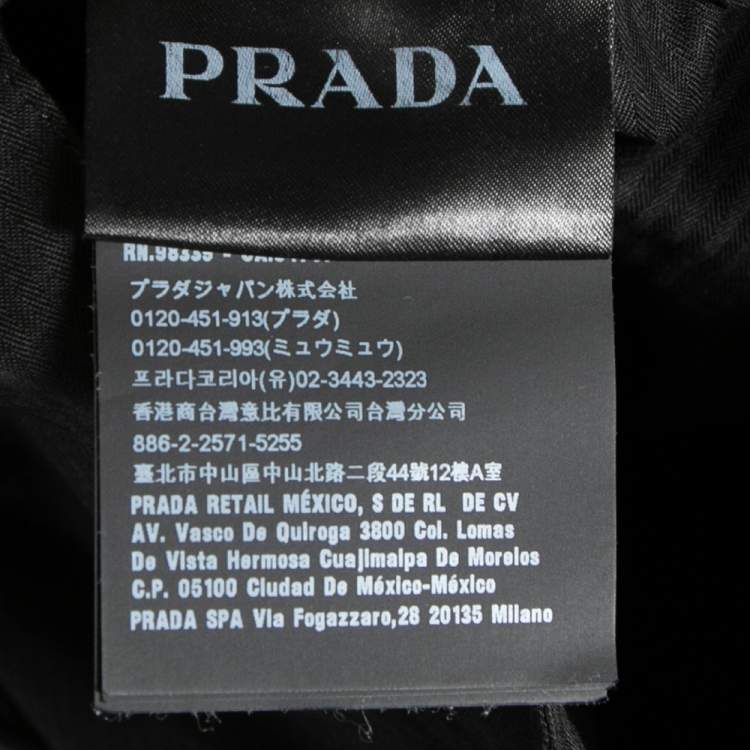 PRADA
RN.98339 -
プラダジャパン株式会社
0120-451-913(プラダ)
0120-451-993(ミュウミュウ)
프라다코리아(유)02-3443-2323
香港商台灣意比有限公司台灣分公司
886-2-2571-5255
臺北市中山區中山北路二段44號12樓A室
PRADA RETAIL MÉXICO, S DE RL DE CV
AV. Vasco De Quiroga 3800 Col. Lomas
De Vista Hermosa Cuajimalpa De Morelos
C.P. 05100 Ciudad De México-México
PRADA SPA Via Fogazzaro,28 20135 Milano